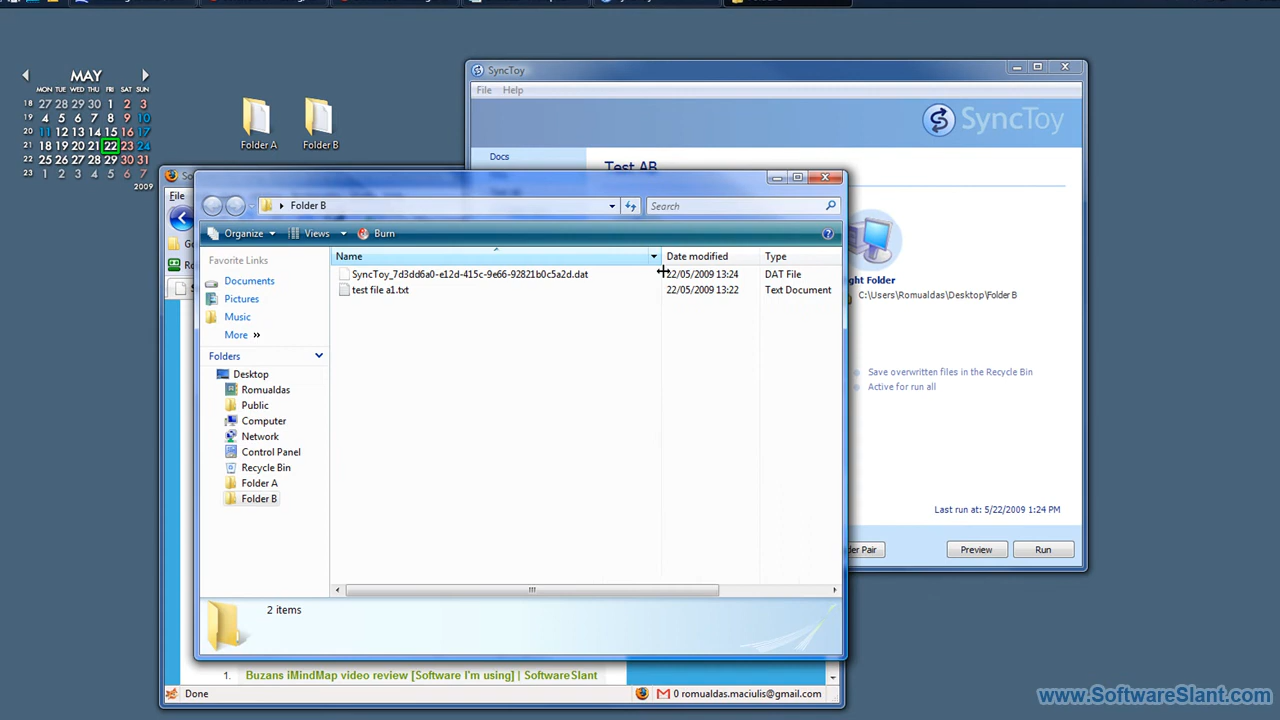 MAY
MON TUE WED THU FRI SAT SUN
18 27 28 29 30 1 2 3
19 4 5 6 7 8 9 10
20 11 12 13 14 15 16 17
21 18 19 20 21 22 23 24
22 25 26 27 28 29 30 31
23 1 2 3 4 5 6 7
2009
Folder A
Folder B
SyncToy
File Help
SyncToy
Docs
Test AB
File
Folder B
Search
Organize Views Burn
Favorite Links
Documents
Pictures
Music
More »
Folders
Desktop
Romualdas
Public
Computer
Network
Control Panel
Recycle Bin
Folder A
Folder B
Name Date modified Type
SyncToy_7d3dd6a0-e12d-415c-9e66-92821b0c5a2d.dat 22/05/2009 13:24 DAT File
test file a1.txt 22/05/2009 13:22 Text Document
2 items
ght Folder
C:\Users\Romualdas\Desktop\Folder B
Save overwritten files in the Recycle Bin
Active for run all
Last run at: 5/22/2009 1:24 PM
der Pair
Preview
Run
1. Buzans iMindMap video review [Software I'm using] | SoftwareSlant
Done
0 romualdas.maciulis@gmail.com
www.SoftwareSlant.com